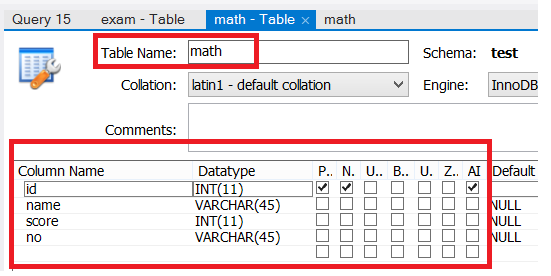 Query 15 exam - Table math - Table × math
Table Name: math Schema: test
Collation: latin1 - default collation Engine: InnoDB
Comments:
Column Name Datatype P.. N.. U.. B.. U. Z.. AI Default
id INT(11)
name VARCHAR(45) NULL
score INT(11) NULL
no VARCHAR(45) NULL